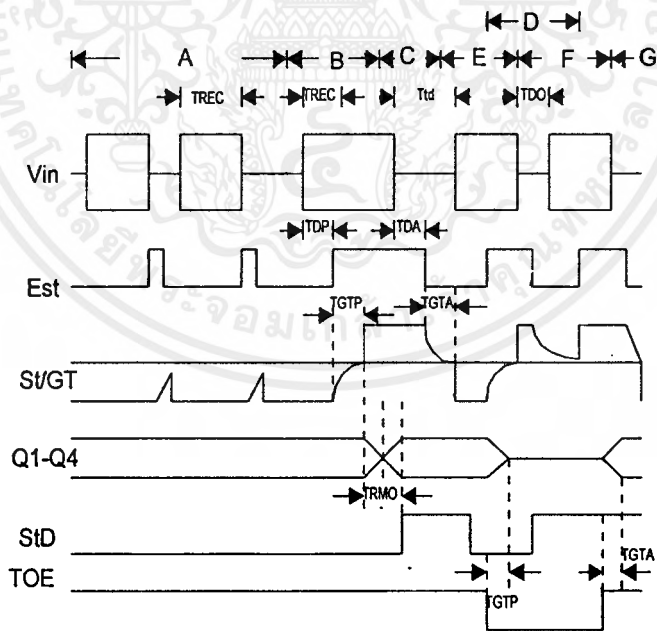 D
A B C E F G
TREC TREC Ttd TDO
Vin
TDP TDA
Est
TGTP TGTA
St/GT
Q1-Q4
TRMO
StD
TGTA
TOE
TGTP